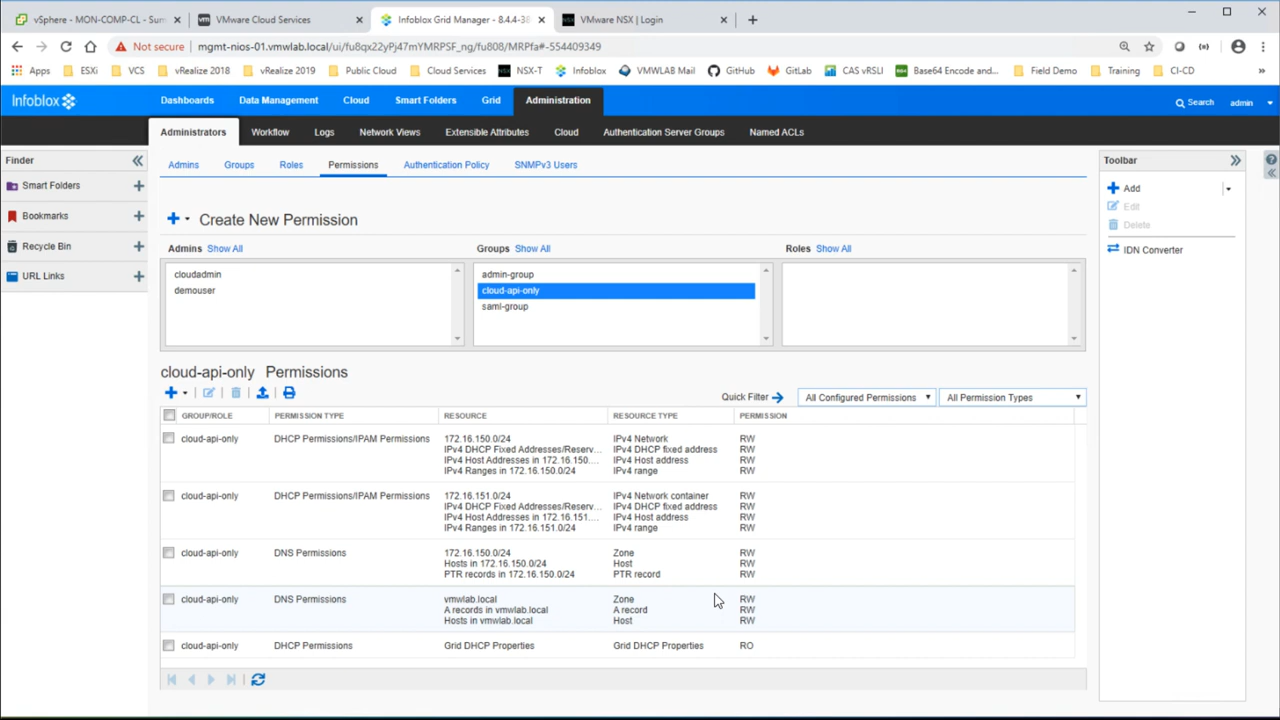 vSphere - MON-COMP-CL - Sum
VMware Cloud Services
Infoblox Grid Manager - 8.4.4-38
VMware NSX | Login
Not secure
mgmt-nios-01.vmwlab.local/ui/fu8qx22yPj47mYMRPSF_ng/fu808/MRPfa#-554409349
Apps
ESXi
VCS
vRealize 2018
vRealize 2019
Public Cloud
Cloud Services
NSX-T
Infoblox
VMWLAB Mail
GitHub
GitLab
CAS vRSLI
Base64 Encode and...
Field Demo
Training
CI-CD
Infoblox
Dashboards
Data Management
Cloud
Smart Folders
Grid
Administration
Search
admin
Administrators
Workflow
Logs
Network Views
Extensible Attributes
Cloud
Authentication Server Groups
Named ACLs
Finder
Smart Folders
Bookmarks
Recycle Bin
URL Links
Admins
Groups
Roles
Permissions
Authentication Policy
SNMPv3 Users
Toolbar
Add
Edit
Delete
IDN Converter
Create New Permission
Admins Show All
Groups Show All
Roles Show All
cloudadmin
demouser
admin-group
cloud-api-only
saml-group
cloud-api-only Permissions
Quick Filter
All Configured Permissions
All Permission Types
GROUP/ROLE PERMISSION TYPE RESOURCE RESOURCE TYPE PERMISSION
cloud-api-only DHCP Permissions/IPAM Permissions 172.16.150.0/24 IPv4 Network RW
IPv4 DHCP Fixed Addresses/Reserv... IPv4 DHCP fixed address RW
IPv4 Host Addresses in 172.16.150.... IPv4 Host address RW
IPv4 Ranges in 172.16.150.0/24 IPv4 range RW
cloud-api-only DHCP Permissions/IPAM Permissions 172.16.151.0/24 IPv4 Network container RW
IPv4 DHCP Fixed Addresses/Reserv... IPv4 DHCP fixed address RW
IPv4 Host Addresses in 172.16.151.... IPv4 Host address RW
IPv4 Ranges in 172.16.151.0/24 IPv4 range RW
cloud-api-only DNS Permissions 172.16.150.0/24 Zone RW
Hosts in 172.16.150.0/24 Host RW
PTR records in 172.16.150.0/24 PTR record RW
cloud-api-only DNS Permissions vmwlab.local Zone RW
A records in vmwlab.local A record RW
Hosts in vmwlab.local Host RW
cloud-api-only DHCP Permissions Grid DHCP Properties Grid DHCP Properties RO